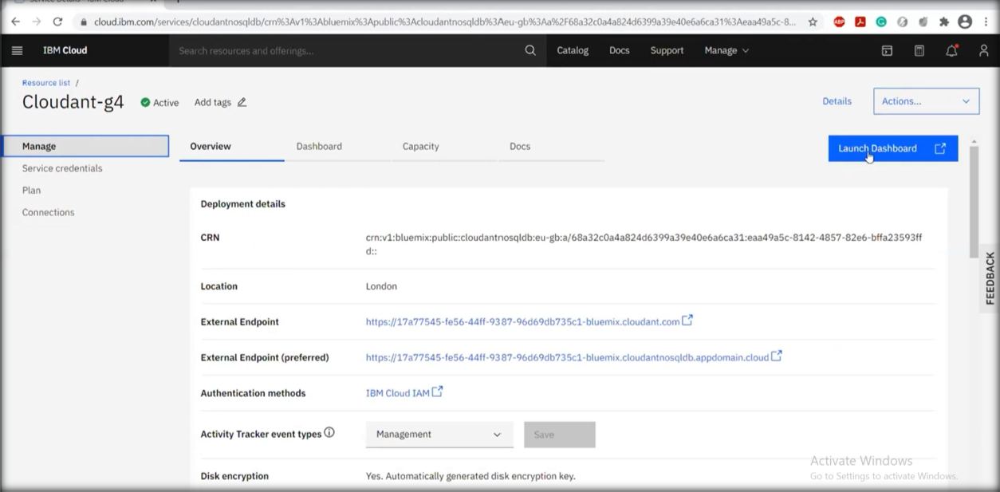 Service Details - IBM Cloud
cloud.ibm.com/services/cloudantnosqldb/crn%3Av1%3Abluemix%3Apublic%3Acloudantnosqldb%3Aeu-gb%3Aa%2F68a32c0a4a824d6399a39e40e6a6ca31%3Aeaa49a5c-8...
ABP
IBM Cloud
Search resources and offerings...
Catalog
Docs
Support
Manage
Resource list /
Cloudant-g4
Active
Add tags
Details
Actions...
Manage
Service credentials
Plan
Connections
Overview
Dashboard
Capacity
Docs
Launch Dashboard
Deployment details
CRN
crn:v1:bluemix:public:cloudantnosqldb:eu-gb:a/68a32c0a4a824d6399a39e40e6a6ca31:eaa49a5c-8142-4857-82e6-bffa23593ff
d::
Location
London
External Endpoint
https://17a77545-fe56-44ff-9387-96d69db735c1-bluemix.cloudant.com
External Endpoint (preferred)
https://17a77545-fe56-44ff-9387-96d69db735c1-bluemix.cloudantnosqldb.appdomain.cloud
Authentication methods
IBM Cloud IAM
Activity Tracker event types
Management
Save
Disk encryption
Yes. Automatically generated disk encryption key.
FEEDBACK
Activate Windows
Go to Settings to activate Windows.